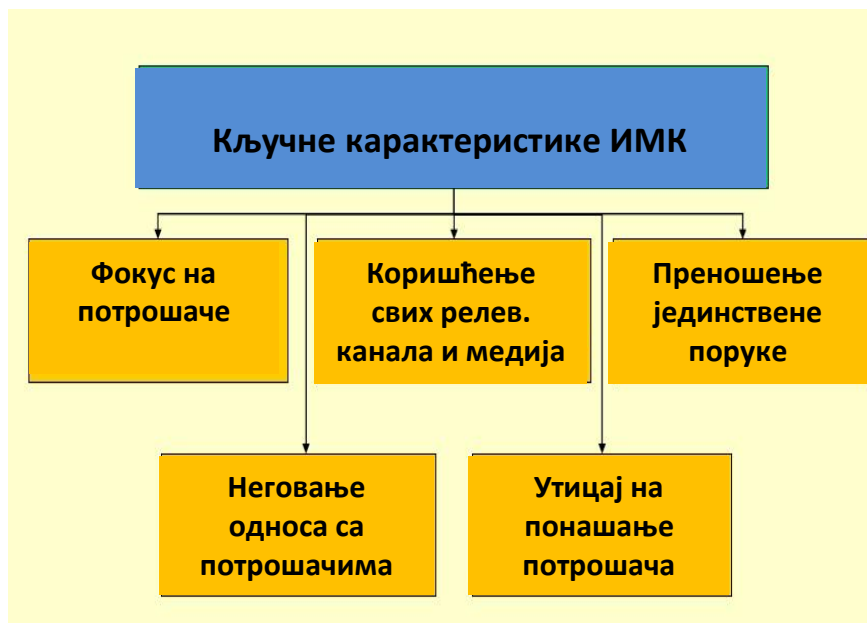 Кључне карактеристике ИМК
Фокус на
потрошаче
Коришћење
свих релев.
канала и медија
Преношење
јединствене
поруке
Неговање
односа са
потрошачима
Утицај на
понашање
потрошача